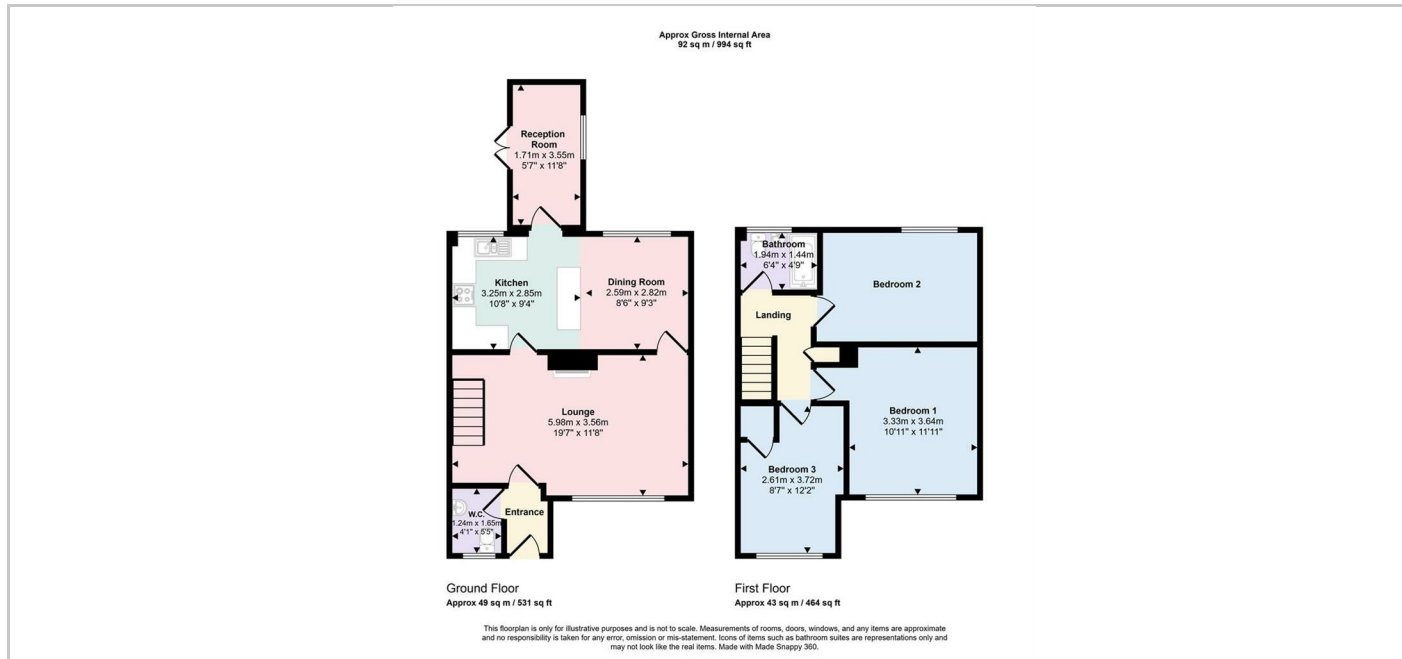 Approx Gross Internal Area
92 sq m / 994 sq ft
Reception
Room
1.71m x 3.55m
5'7" x 11'8"
Kitchen
3.25m x 2.85m
10'8" x 9'4"
Dining Room
2.59m x 2.82m
8'6" x 9'3"
Lounge
5.98m x 3.56m
19'7" x 11'8"
W.C.
1.24m x 1.65m
4'1" x 5'5"
Entrance
Ground Floor
Approx 49 sq m / 531 sq ft
Bathroom
1.94m x 1.44m
6'4" x 4'9"
Bedroom 2
Landing
Bedroom 1
3.33m x 3.64m
10'11" x 11'11"
Bedroom 3
2.61m x 3.72m
8'7" x 12'2"
First Floor
Approx 43 sq m / 464 sq ft
This floorplan is only for illustrative purposes and is not to scale. Measurements of rooms, doors, windows, and any items are approximate
and no responsibility is taken for any error, omission or mis-statement. Icons of items such as bathroom suites are representations only and
may not look like the real items. Made with Made Snappy 360.